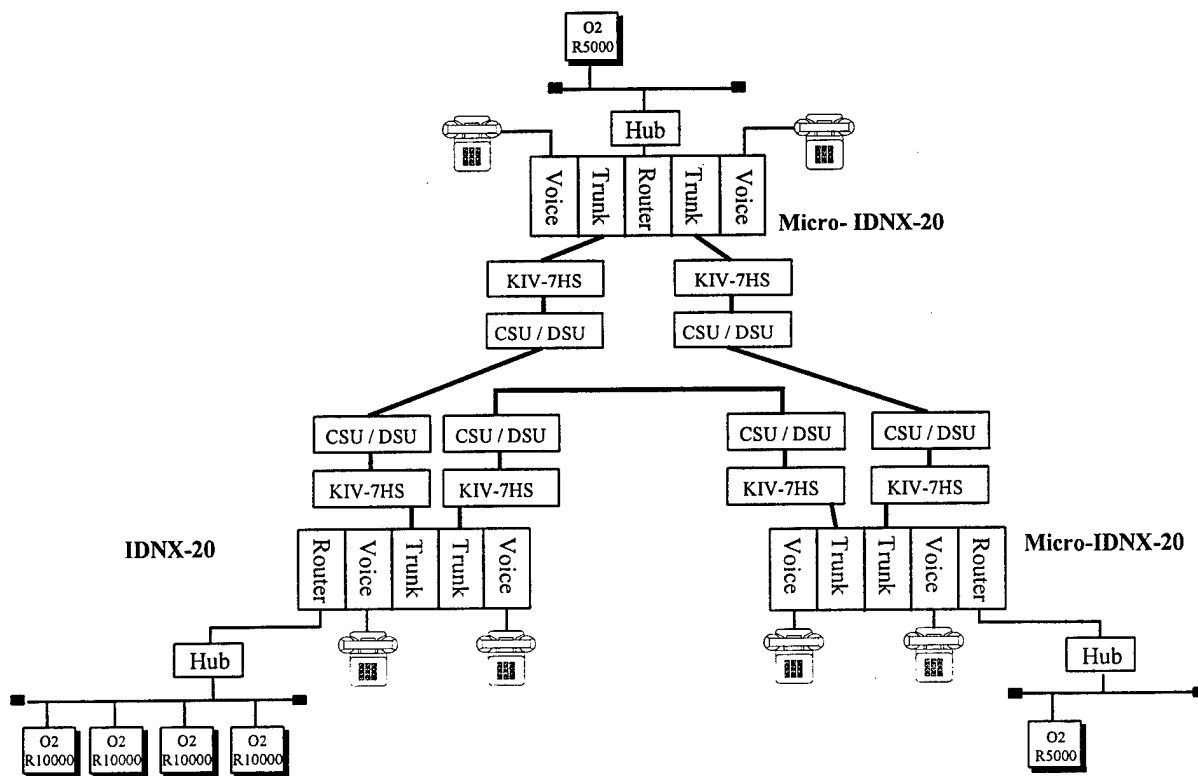 O2
R5000
Hub
Voice
Trunk
Router
Trunk
Voice
Micro- IDNX-20
KIV-7HS
KIV-7HS
CSU / DSU
CSU / DSU
CSU / DSU
CSU / DSU
CSU / DSU
CSU / DSU
KIV-7HS
KIV-7HS
KIV-7HS
KIV-7HS
IDNX-20
Router
Voice
Trunk
Trunk
Voice
Voice
Trunk
Trunk
Voice
Router
Micro-IDNX-20
Hub
Hub
O2
R10000
O2
R10000
O2
R10000
O2
R10000
O2
R5000